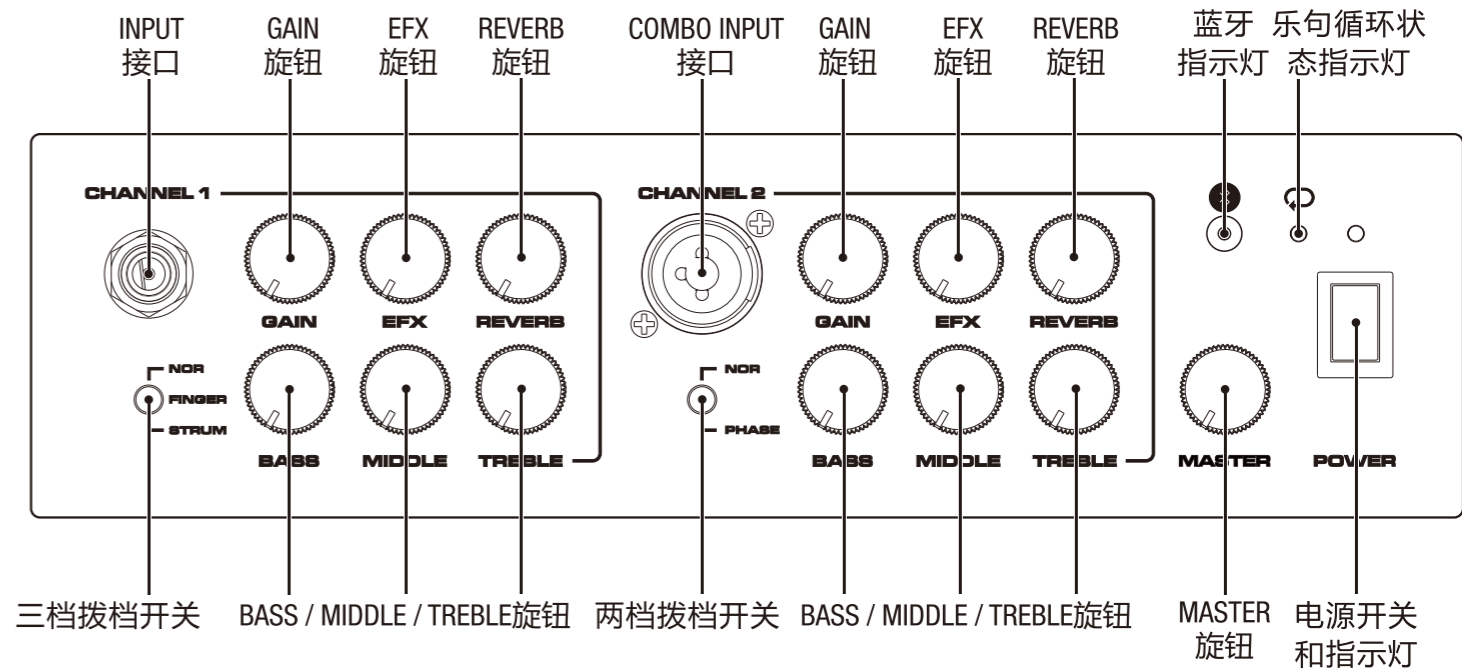 INPUT
接口
GAIN
旋钮
EFX
旋钮
REVERB
旋钮
COMBO INPUT
接口
GAIN
旋钮
EFX
旋钮
REVERB
旋钮
蓝牙
指示灯
乐句循环状
态指示灯
CHANNEL 1
CHANNEL 2
GAIN
EFX
REVERB
GAIN
EFX
REVERB
NOR
FINGER
STRUM
NOR
PHASE
BASS
MIDDLE
TREBLE
BASS
MIDDLE
TREBLE
MASTER
POWER
三档拨档开关
BASS / MIDDLE / TREBLE旋钮
两档拨档开关
BASS / MIDDLE / TREBLE旋钮
MASTER
旋钮
电源开关
和指示灯